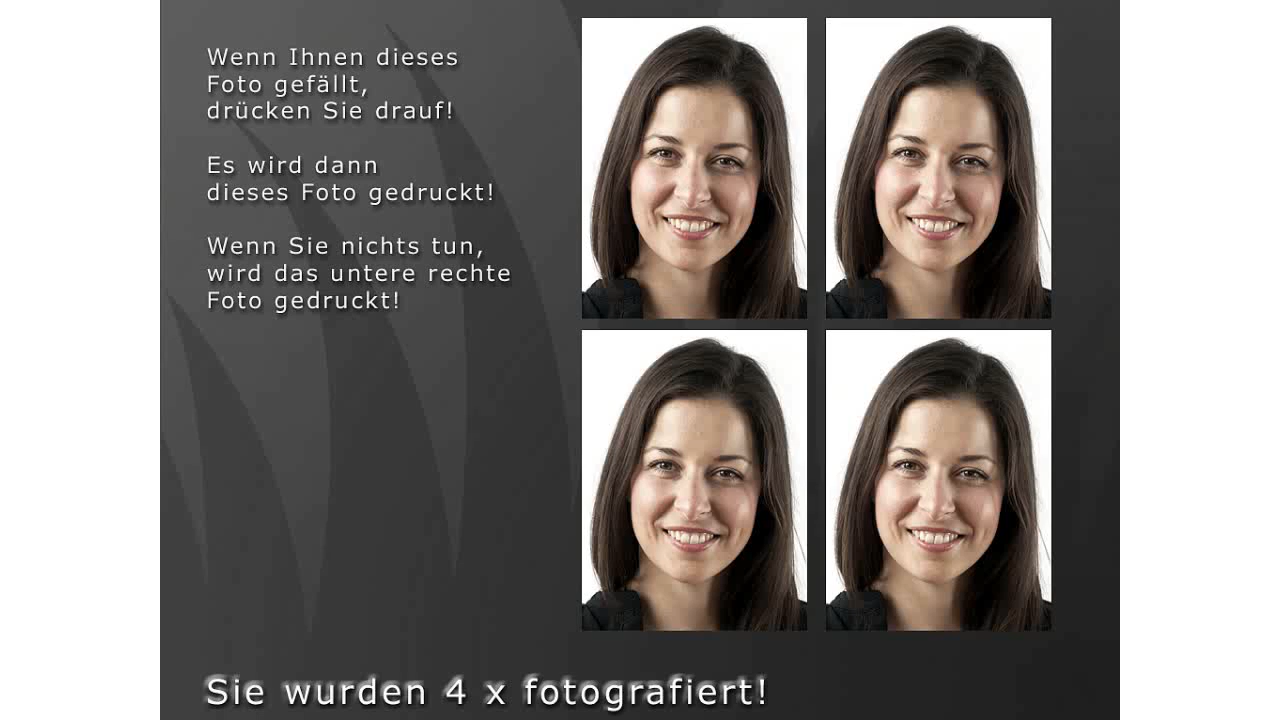 Wenn Ihnen dieses
Foto gefällt,
drücken Sie drauf!
Es wird dann
dieses Foto gedruckt!
Wenn Sie nichts tun,
wird das untere rechte
Foto gedruckt!
Sie wurden 4 x fotografiert!